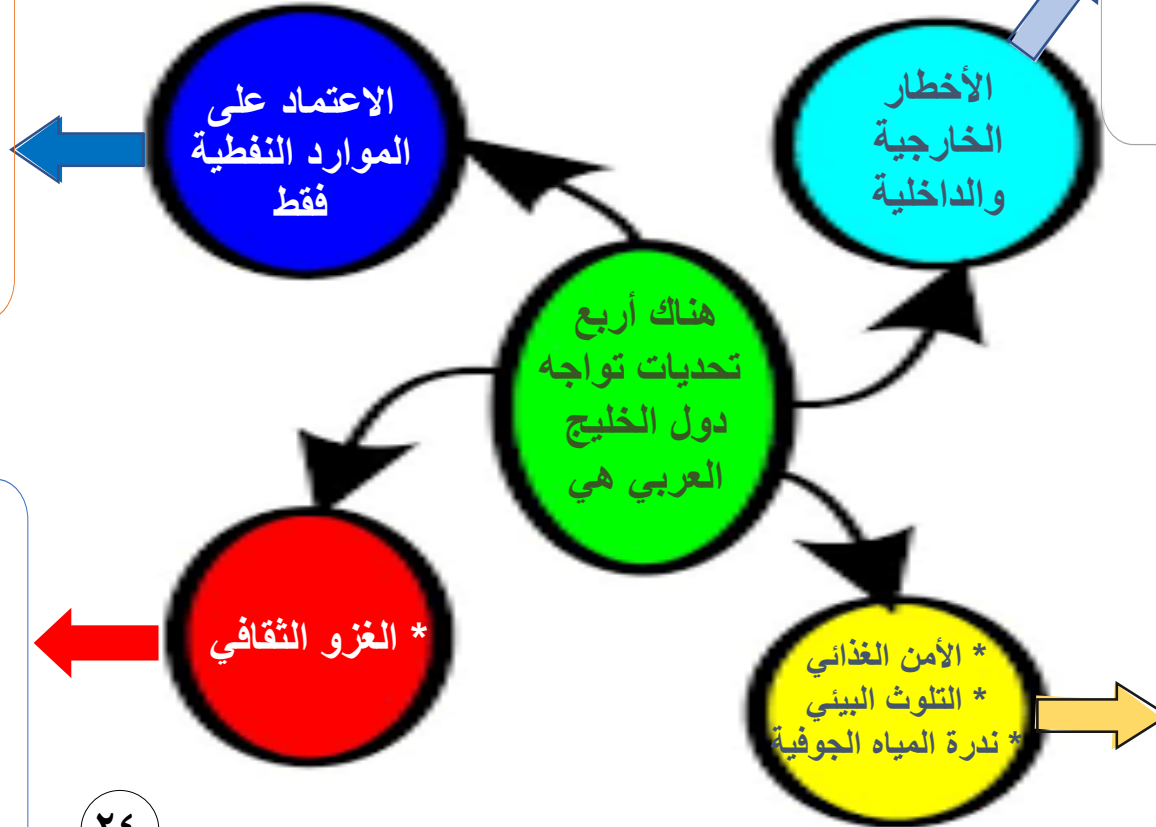 هناك أربع
تحديات تواجه
دول الخليج
العربي هي
الأخطار
الخارجية
والداخلية
الاعتماد على
الموارد النفطية
فقط
* الغزو الثقافي
* الأمن الغذائي
* التلوث البيئي
* ندرة المياه الجوفية